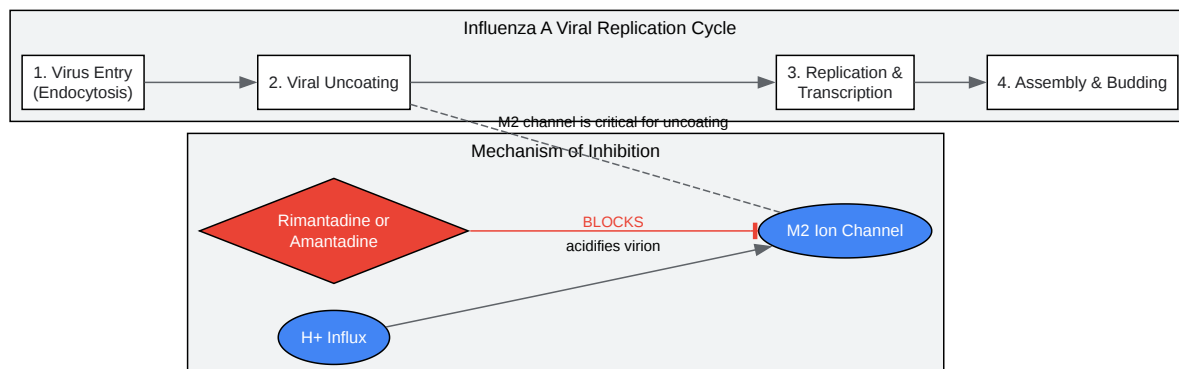 Influenza A Viral Replication Cycle
1. Virus Entry
(Endocytosis)
2. Viral Uncoating
3. Replication &
Transcription
4. Assembly & Budding
M2 channel is critical for uncoating
Mechanism of Inhibition
Rimantadine or
Amantadine
BLOCKS
acidifies virion
M2 Ion Channel
H+ Influx